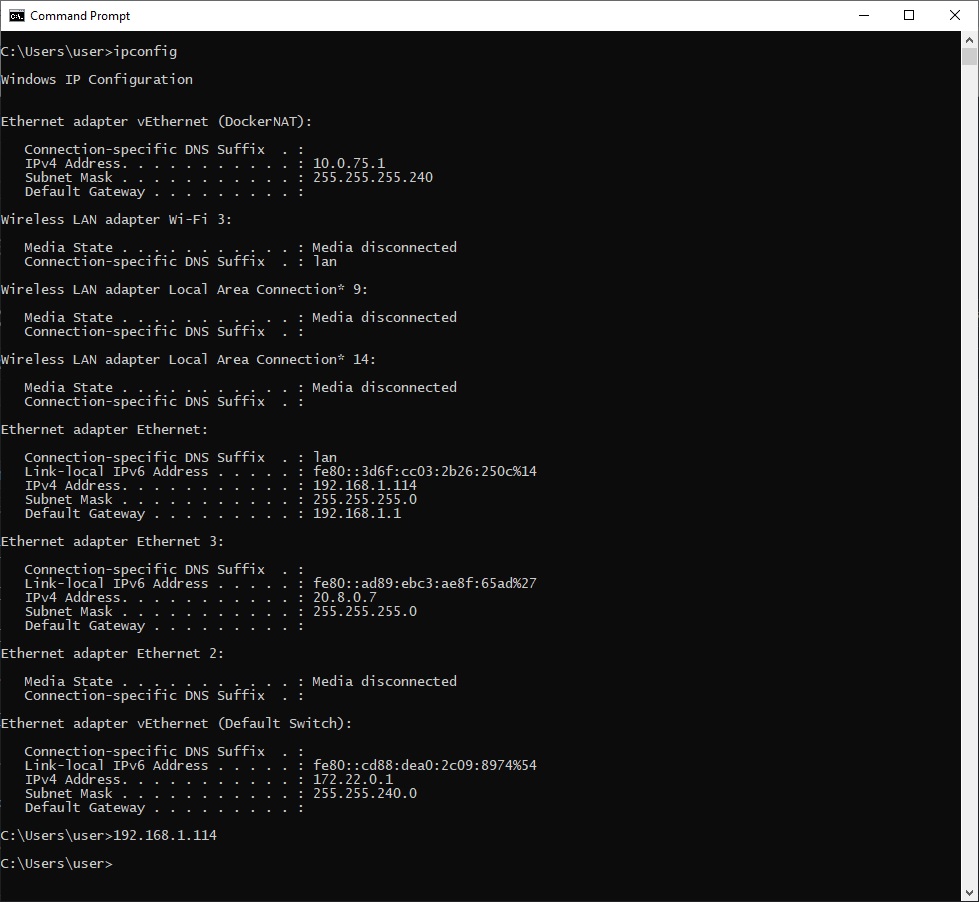 Command Prompt
C:\Users\user>ipconfig
Windows IP Configuration
Ethernet adapter vEthernet (DockerNAT):
Connection-specific DNS Suffix  . :
IPv4 Address. . . . . . . . . . . : 10.0.75.1
Subnet Mask . . . . . . . . . . . : 255.255.255.240
Default Gateway . . . . . . . . . :
Wireless LAN adapter Wi-Fi 3:
Media State . . . . . . . . . . . : Media disconnected
Connection-specific DNS Suffix  . : lan
Wireless LAN adapter Local Area Connection* 9:
Media State . . . . . . . . . . . : Media disconnected
Connection-specific DNS Suffix  . :
Wireless LAN adapter Local Area Connection* 14:
Media State . . . . . . . . . . . : Media disconnected
Connection-specific DNS Suffix  . :
Ethernet adapter Ethernet:
Connection-specific DNS Suffix  . : lan
Link-local IPv6 Address . . . . . : fe80::3d6f:cc03:2b26:250c%14
IPv4 Address. . . . . . . . . . . : 192.168.1.114
Subnet Mask . . . . . . . . . . . : 255.255.255.0
Default Gateway . . . . . . . . . : 192.168.1.1
Ethernet adapter Ethernet 3:
Connection-specific DNS Suffix  . :
Link-local IPv6 Address . . . . . : fe80::ad89:ebc3:ae8f:65ad%27
IPv4 Address. . . . . . . . . . . : 20.8.0.7
Subnet Mask . . . . . . . . . . . : 255.255.255.0
Default Gateway . . . . . . . . . :
Ethernet adapter Ethernet 2:
Media State . . . . . . . . . . . : Media disconnected
Connection-specific DNS Suffix  . :
Ethernet adapter vEthernet (Default Switch):
Connection-specific DNS Suffix  . :
Link-local IPv6 Address . . . . . : fe80::cd88:dea0:2c09:8974%54
IPv4 Address. . . . . . . . . . . : 172.22.0.1
Subnet Mask . . . . . . . . . . . : 255.255.240.0
Default Gateway . . . . . . . . . :
C:\Users\user>192.168.1.114
C:\Users\user>